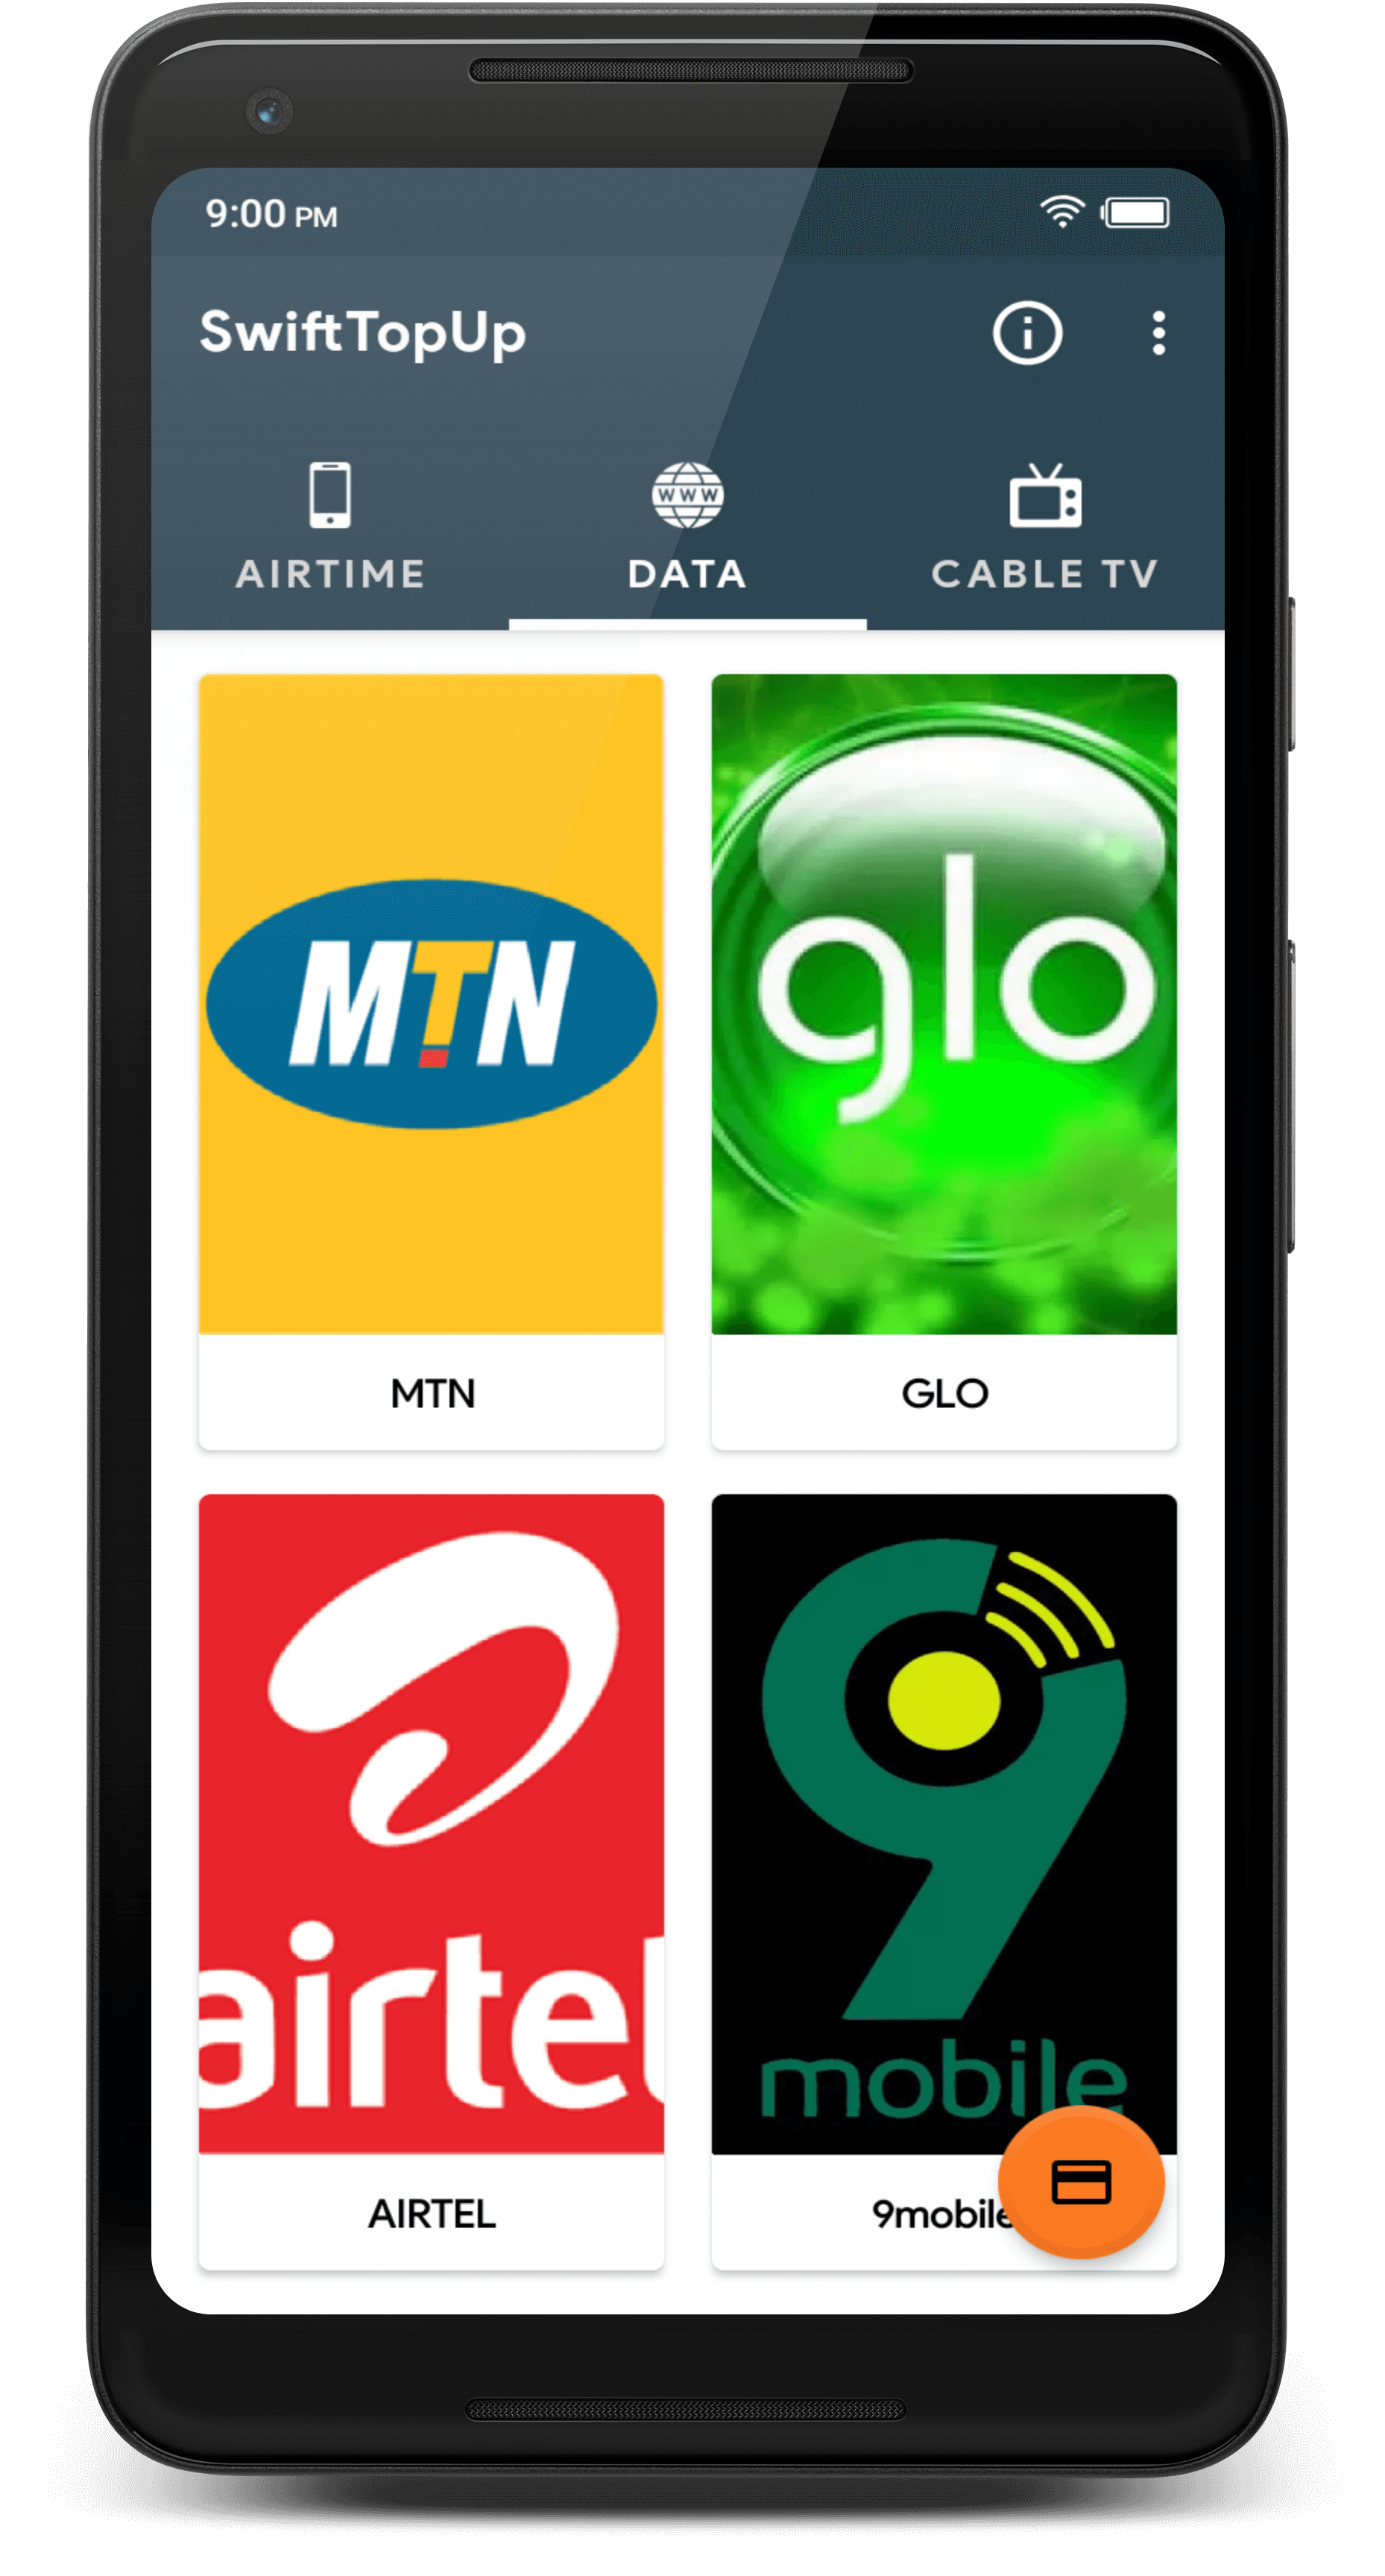 9:00 PM
SwiftTopUp
AIRTIME
WWW
DATA
CABLE TV
MTN
glo
MTN
GLO
airtel
9
mobile
AIRTEL
9mobile